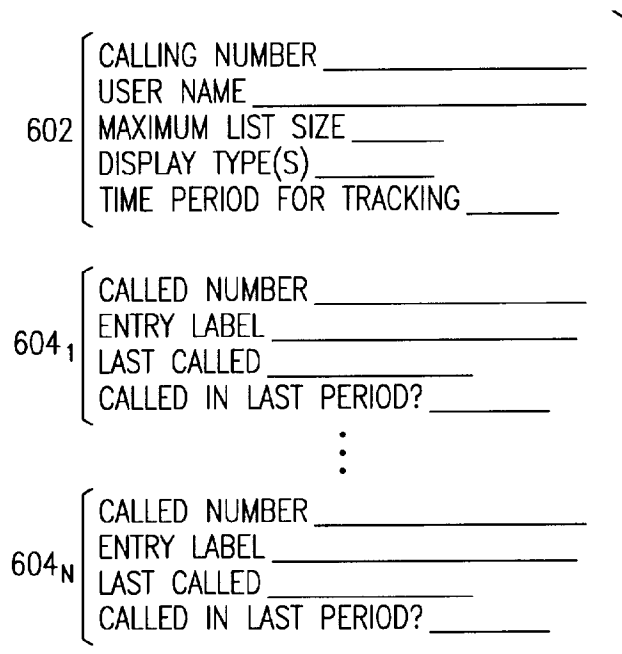 CALLING NUMBER
USER NAME
602 MAXIMUM LIST SIZE
DISPLAY TYPE(S)
TIME PERIOD FOR TRACKING
CALLED NUMBER
ENTRY LABEL
604₁ LAST CALLED
CALLED IN LAST PERIOD?
CALLED NUMBER
ENTRY LABEL
604N LAST CALLED
CALLED IN LAST PERIOD?